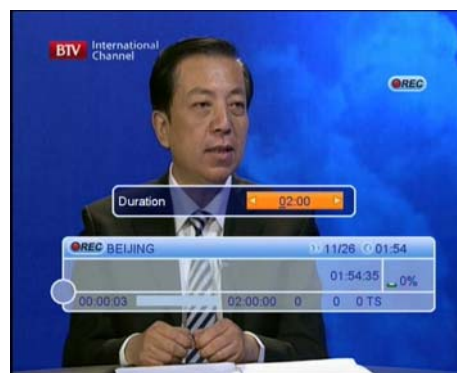 BTV International
Channel
REC
Duration 02:00
REC BEIJING 11/26 01:54
01:54:35 0%
00:00:03 02:00:00 0 0 0 TS